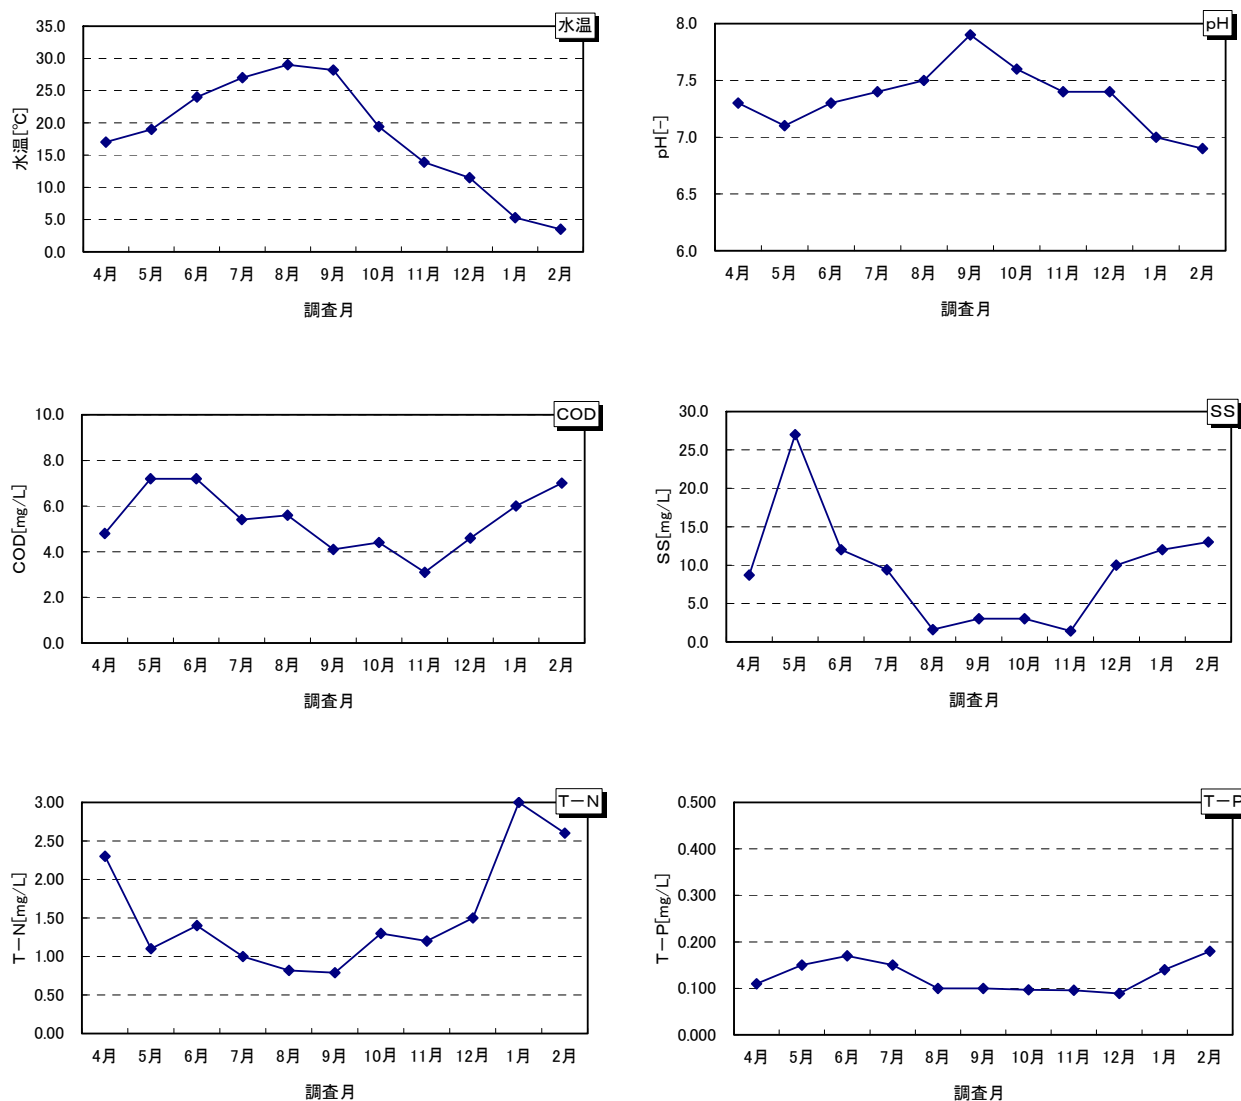 水温
35.0
30.0
25.0
20.0
15.0
10.0
5.0
0.0
水温[℃]
4月 5月 6月 7月 8月 9月 10月 11月 12月 1月 2月
調査月
pH
8.0
7.5
7.0
6.5
6.0
pH[-]
4月 5月 6月 7月 8月 9月 10月 11月 12月 1月 2月
調査月
COD
10.0
8.0
6.0
4.0
2.0
0.0
COD[mg/L]
4月 5月 6月 7月 8月 9月 10月 11月 12月 1月 2月
調査月
SS
30.0
25.0
20.0
15.0
10.0
5.0
0.0
SS[mg/L]
4月 5月 6月 7月 8月 9月 10月 11月 12月 1月 2月
調査月
T－N
3.00
2.50
2.00
1.50
1.00
0.50
0.00
T－N[mg/L]
4月 5月 6月 7月 8月 9月 10月 11月 12月 1月 2月
調査月
T－P
0.500
0.400
0.300
0.200
0.100
0.000
T－P[mg/L]
4月 5月 6月 7月 8月 9月 10月 11月 12月 1月 2月
調査月